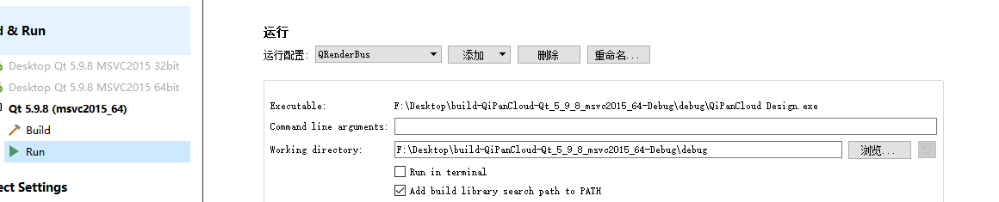 d & Run
Desktop Qt 5.9.8 MSVC2015 32bit
Desktop Qt 5.9.8 MSVC2015 64bit
Qt 5.9.8 (msvc2015_64)
Build
Run
ect Settings
运行
运行配置: QRenderBus 添加 删除 重命名...
Executable: F:\Desktop\build-QiPanCloud-Qt_5_9_8_msvc2015_64-Debug\debug\QiPanCloud Design.exe
Command line arguments:
Working directory: F:\Desktop\build-QiPanCloud-Qt_5_9_8_msvc2015_64-Debug\debug 浏览...
Run in terminal
Add build library search path to PATH